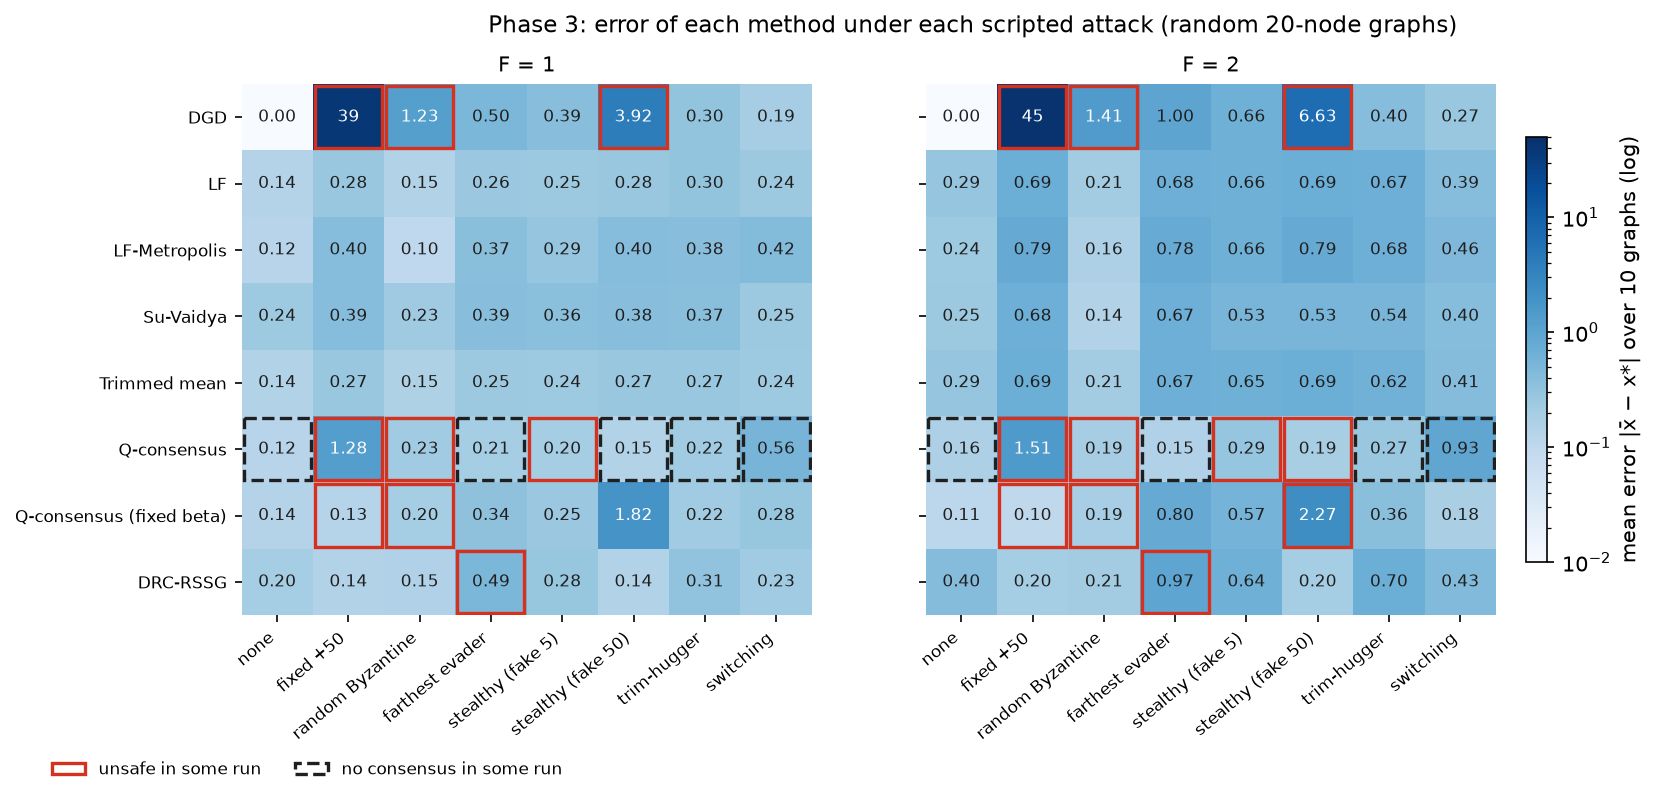 Phase 3: error of each method under each scripted attack (random 20-node graphs)
F = 1
F = 2
DGD 0.00 39 1.23 0.50 0.39 3.92 0.30 0.19 0.00 45 1.41 1.00 0.66 6.63 0.40 0.27
LF 0.14 0.28 0.15 0.26 0.25 0.28 0.30 0.24 0.29 0.69 0.21 0.68 0.66 0.69 0.67 0.39
LF-Metropolis 0.12 0.40 0.10 0.37 0.29 0.40 0.38 0.42 0.24 0.79 0.16 0.78 0.66 0.79 0.68 0.46
Su-Vaidya 0.24 0.39 0.23 0.39 0.36 0.38 0.37 0.25 0.25 0.68 0.14 0.67 0.53 0.53 0.54 0.40
Trimmed mean 0.14 0.27 0.15 0.25 0.24 0.27 0.27 0.24 0.29 0.69 0.21 0.67 0.65 0.69 0.62 0.41
Q-consensus 0.12 1.28 0.23 0.21 0.20 0.15 0.22 0.56 0.16 1.51 0.19 0.15 0.29 0.19 0.27 0.93
Q-consensus (fixed beta) 0.14 0.13 0.20 0.34 0.25 1.82 0.22 0.28 0.11 0.10 0.19 0.80 0.57 2.27 0.36 0.18
DRC-RSSG 0.20 0.14 0.15 0.49 0.28 0.14 0.31 0.23 0.40 0.20 0.21 0.97 0.64 0.20 0.70 0.43
none
fixed +50
random Byzantine
farthest evader
stealthy (fake 5)
stealthy (fake 50)
trim-hugger
switching
none
fixed +50
random Byzantine
farthest evader
stealthy (fake 5)
stealthy (fake 50)
trim-hugger
switching
10¹
10⁰
10⁻¹
10⁻²
mean error |x̄ − x*| over 10 graphs (log)
unsafe in some run
no consensus in some run